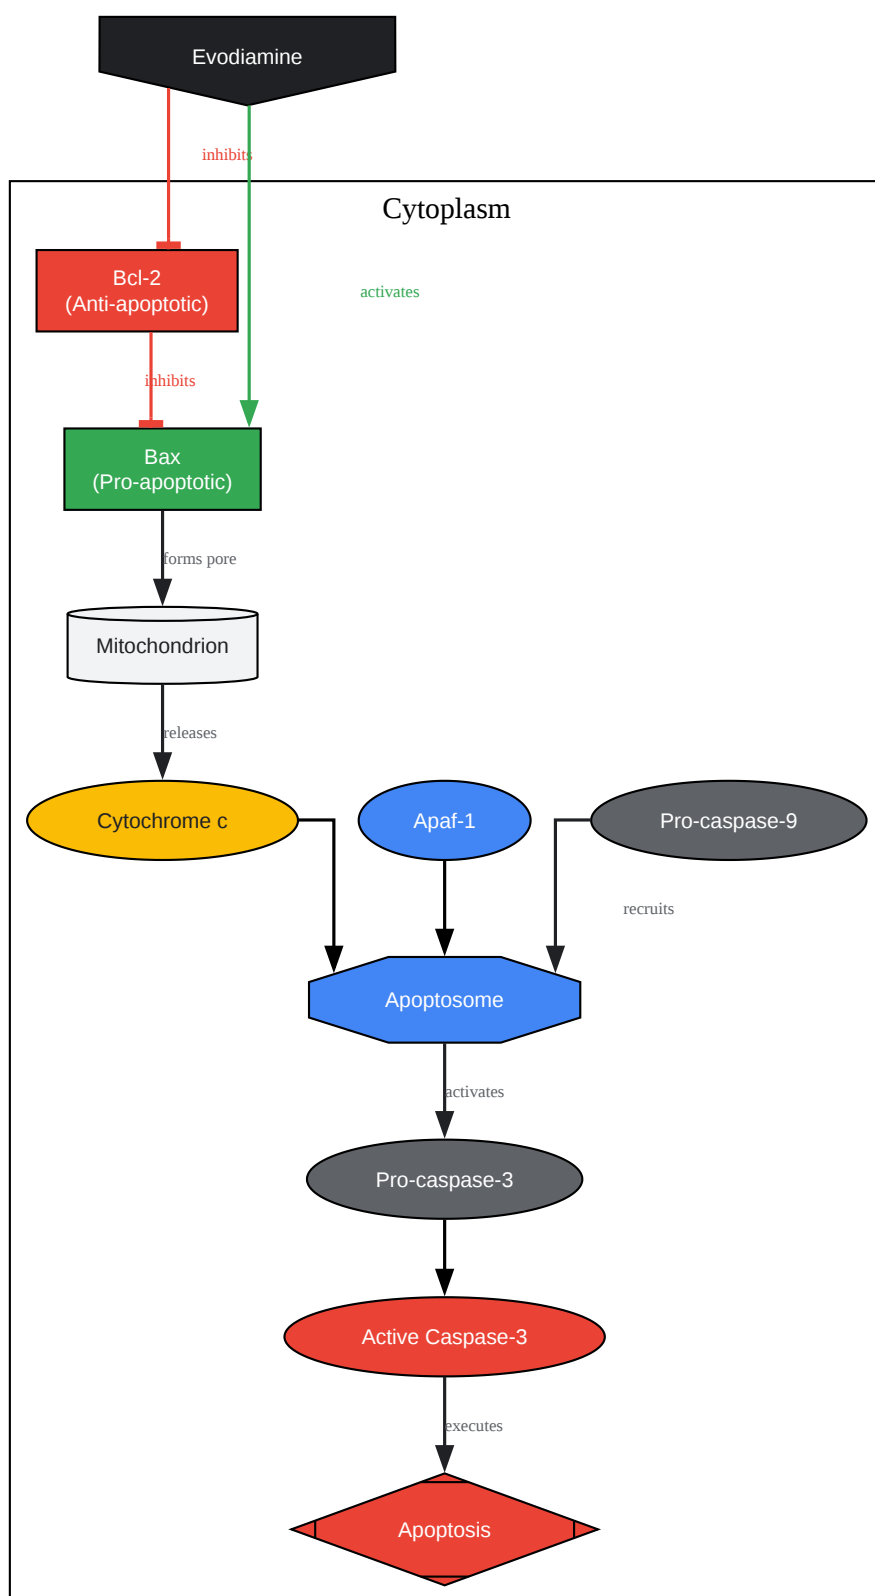 Evodiamine
inhibits
Cytoplasm
Bcl-2
(Anti-apoptotic)
activates
inhibits
Bax
(Pro-apoptotic)
forms pore
Mitochondrion
releases
Cytochrome c
Apaf-1
Pro-caspase-9
recruits
Apoptosome
activates
Pro-caspase-3
Active Caspase-3
executes
Apoptosis